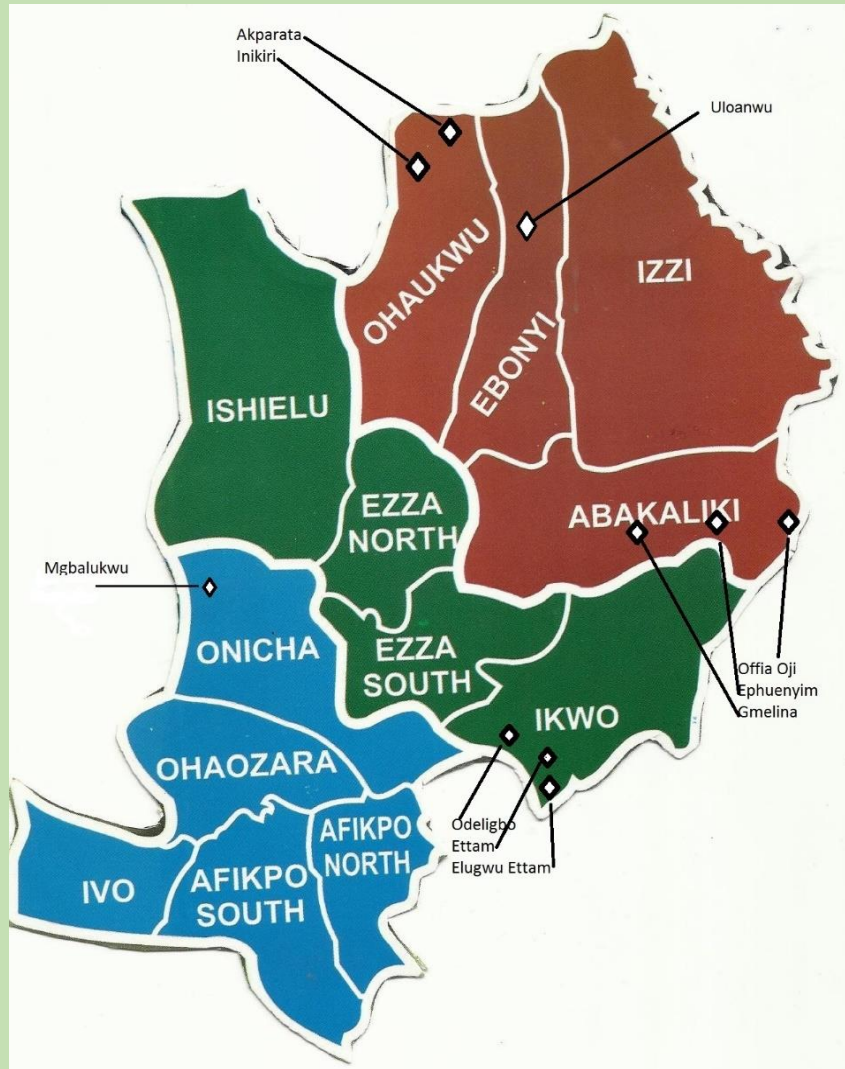 Akparata
Inikiri
Uloanwu
OHAUKWU
EBONYI
IZZI
ISHIELU
EZZA
NORTH
ABAKALIKI
Mgbalukwu
ONICHA
EZZA
SOUTH
IKWO
Offia Oji
Ephuenyim
Gmelina
OHAOZARA
Odeligbo
Ettam
Elugwu Ettam
AFIKPO
NORTH
IVO
AFIKPO
SOUTH